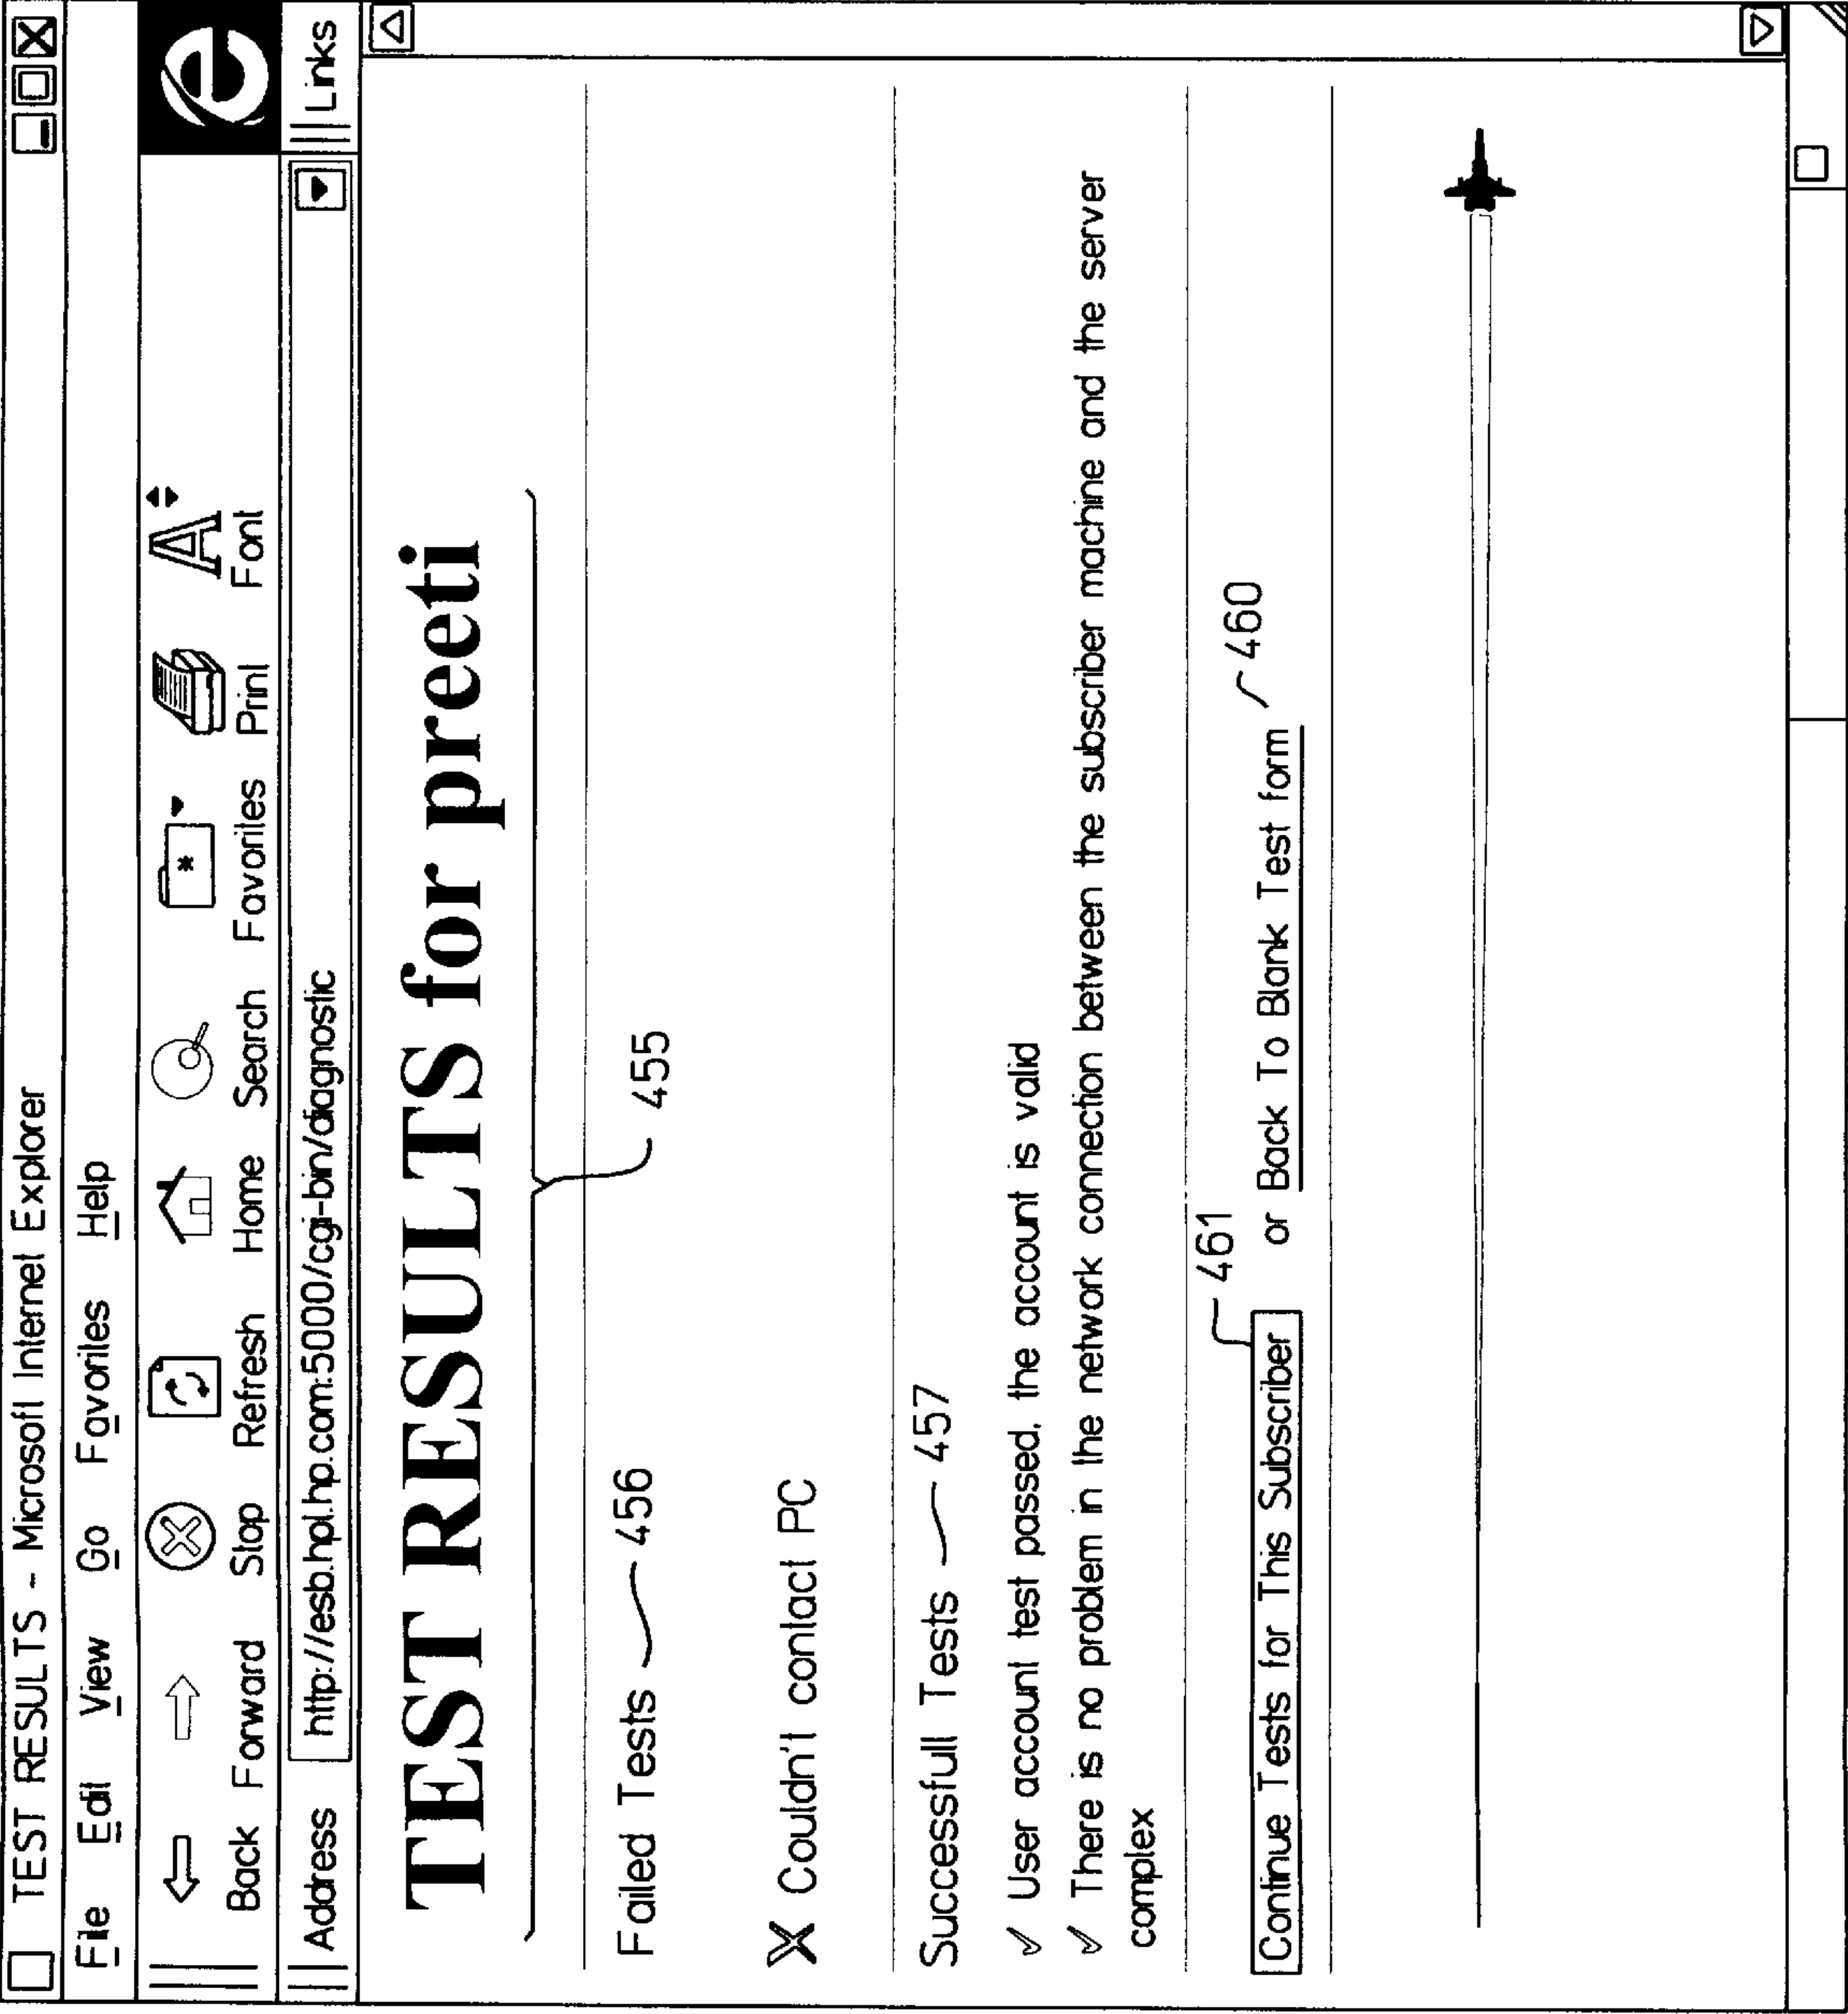 TEST RESULTS - Microsoft Internet Explorer
File Edit View Go Favorites Help
Back Forward Stop Refresh Home Search Favorites Print Font
Address http://esb.hpl.hp.com:5000/cgi-bin/diagnostic Links
TEST RESULTS for preeti
455
Failed Tests 456
X Couldn't contact PC
Successfull Tests 457
✓ User account test passed, the account is valid
✓ There is no problem in the network connection between the subscriber machine and the server
complex
461
Continue Tests for This Subscriber or Back To Blank Test form 460